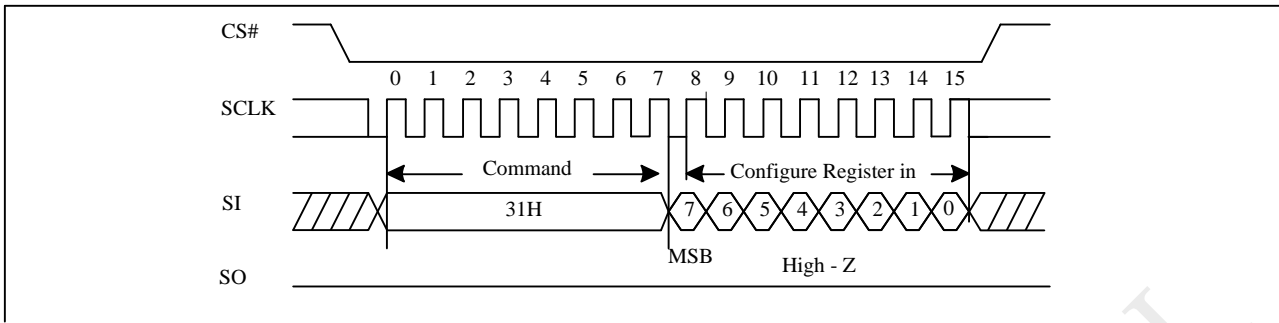 CS#
0 1 2 3 4 5 6 7 8 9 10 11 12 13 14 15
SCLK
Command Configure Register in
SI 31H 7 6 5 4 3 2 1 0
MSB
SO High - Z